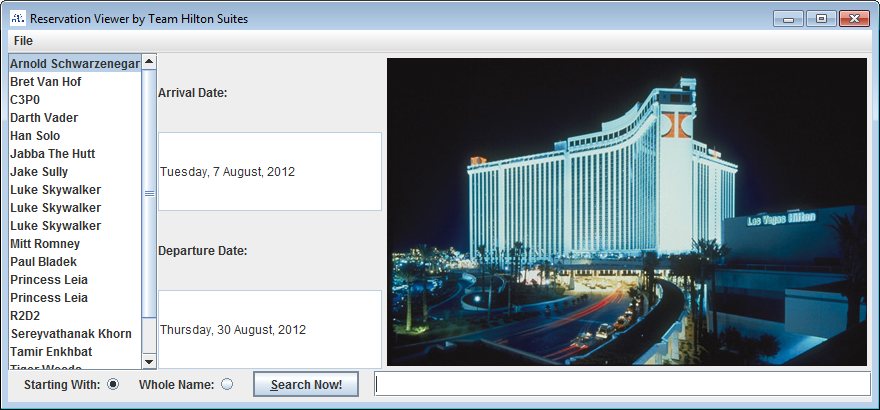 Reservation Viewer by Team Hilton Suites
File
Arnold Schwarzenegar
Bret Van Hof
C3P0
Darth Vader
Han Solo
Jabba The Hutt
Jake Sully
Luke Skywalker
Luke Skywalker
Luke Skywalker
Mitt Romney
Paul Bladek
Princess Leia
Princess Leia
R2D2
Sereyvathanak Khorn
Tamir Enkhbat
Tiger Woods
Arrival Date:
Tuesday, 7 August, 2012
Departure Date:
Thursday, 30 August, 2012
Las Vegas Hilton
Starting With:
Whole Name:
Search Now!